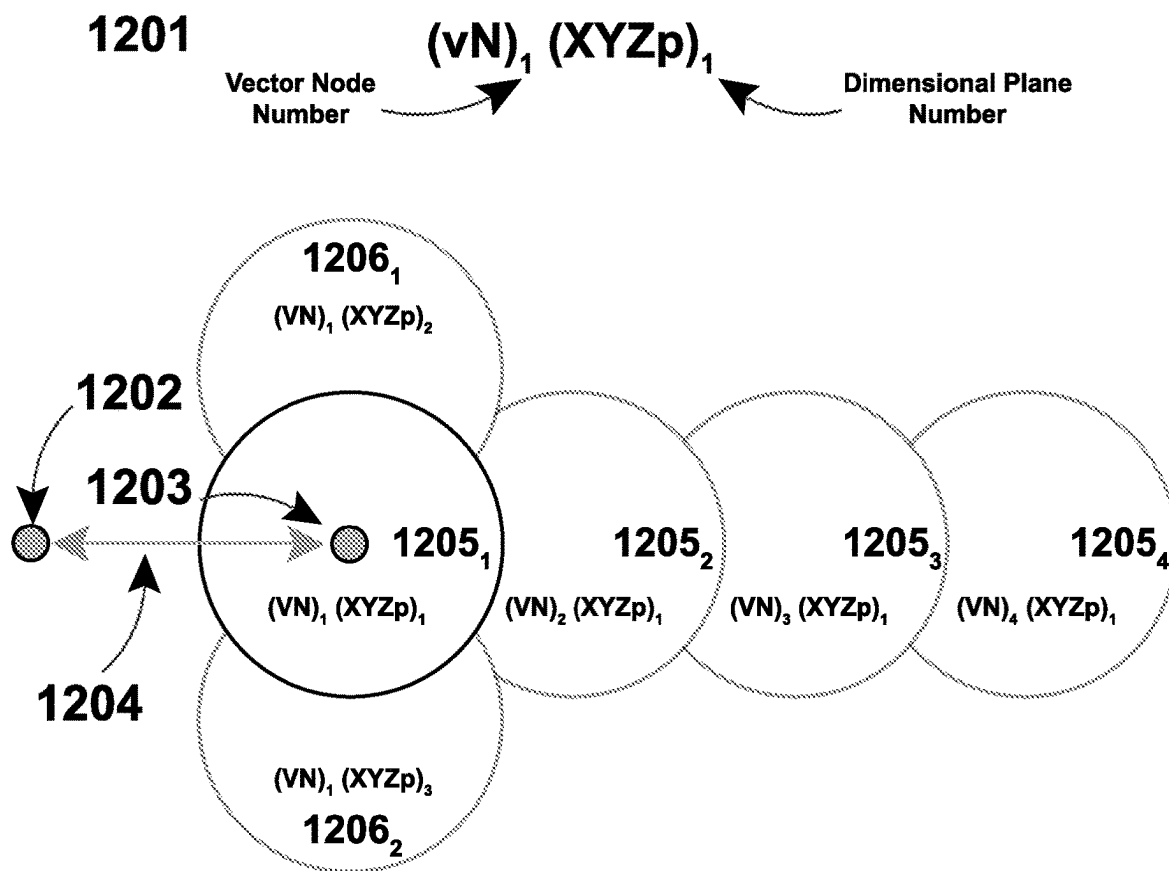 1201 (vN)₁ (XYZp)₁
Vector Node
Number
Dimensional Plane
Number
1206₁
(VN)₁ (XYZp)₂
1202
1203
1205₁
1205₂
1205₃
1205₄
(VN)₁ (XYZp)₁
(VN)₂ (XYZp)₁
(VN)₃ (XYZp)₁
(VN)₄ (XYZp)₁
1204
(VN)₁ (XYZp)₃
1206₂